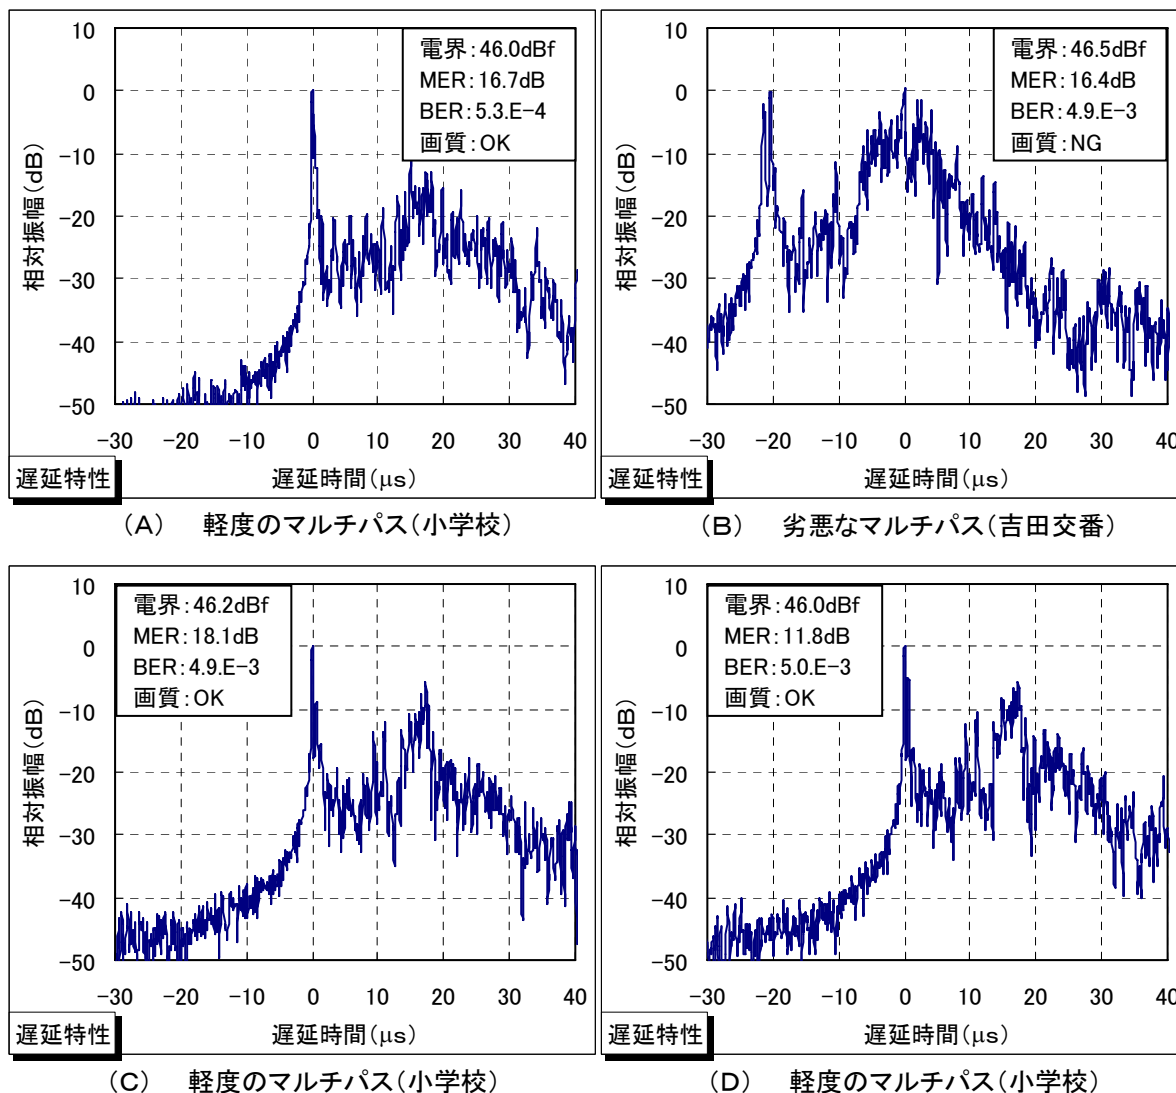 10
0
−10
−20
−30
−40
−50
相対振幅(dB)
電界:46.0dBf
MER:16.7dB
BER:5.3.E−4
画質:OK
−30 −20 −10 0 10 20 30 40
遅延特性
遅延時間(μs)
(A) 軽度のマルチパス(小学校)
10
0
−10
−20
−30
−40
−50
相対振幅(dB)
電界:46.5dBf
MER:16.4dB
BER:4.9.E−3
画質:NG
−30 −20 −10 0 10 20 30 40
遅延特性
遅延時間(μs)
(B) 劣悪なマルチパス(吉田交番)
10
0
−10
−20
−30
−40
−50
相対振幅(dB)
電界:46.2dBf
MER:18.1dB
BER:4.9.E−3
画質:OK
−30 −20 −10 0 10 20 30 40
遅延特性
遅延時間(μs)
(C) 軽度のマルチパス(小学校)
10
0
−10
−20
−30
−40
−50
相対振幅(dB)
電界:46.0dBf
MER:11.8dB
BER:5.0.E−3
画質:OK
−30 −20 −10 0 10 20 30 40
遅延特性
遅延時間(μs)
(D) 軽度のマルチパス(小学校)